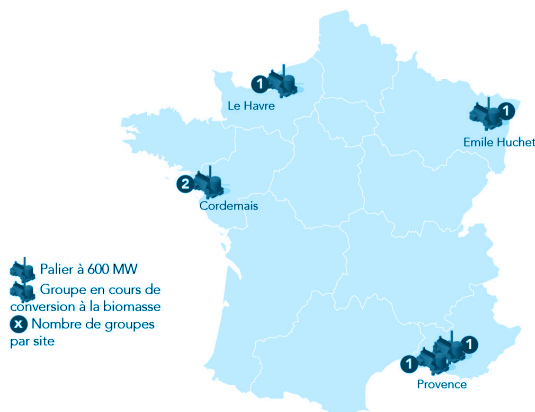 1
Le Havre
1
Emile Huchet
2
Cordemais
Palier à 600 MW
Groupe en cours de
conversion à la biomasse
X Nombre de groupes
par site
1
1
Provence